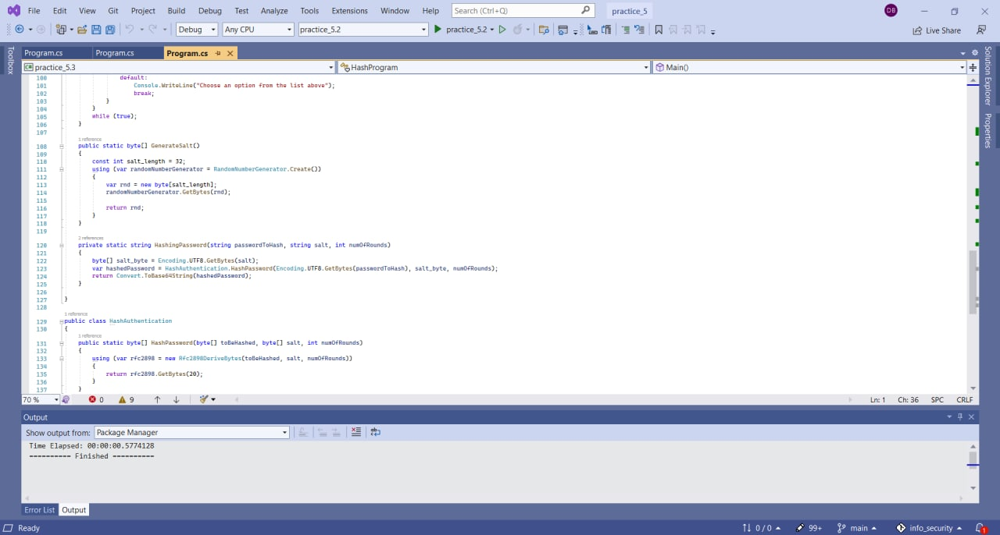 File Edit View Git Project Build Debug Test Analyze Tools Extensions Window Help Search (Ctrl+Q) practice_5 DB
Debug Any CPU practice_5.2 practice_5.2 Live Share
Toolbox
Program.cs Program.cs Program.cs
practice_5.3 HashProgram Main()
100 default:
101 Console.WriteLine("Choose an option from the list above");
102 break;
103 }
104 }
105 while (true);
106 }
107
1 reference
108 public static byte[] GenerateSalt()
109 {
110 const int salt_length = 32;
111 using (var randomNumberGenerator = RandomNumberGenerator.Create())
112 {
113 var rnd = new byte[salt_length];
114 randomNumberGenerator.GetBytes(rnd);
115
116 return rnd;
117 }
118 }
119
2 references
120 private static string HashingPassword(string passwordToHash, string salt, int numOfRounds)
121 {
122 byte[] salt_byte = Encoding.UTF8.GetBytes(salt);
123 var hashedPassword = HashAuthentication.HashPassword(Encoding.UTF8.GetBytes(passwordToHash), salt_byte, numOfRounds);
124 return Convert.ToBase64String(hashedPassword);
125 }
126
127 }
128
1 reference
129 public class HashAuthentication
130 {
1 reference
131 public static byte[] HashPassword(byte[] toBeHashed, byte[] salt, int numOfRounds)
132 {
133 using (var rfc2898 = new Rfc2898DeriveBytes(toBeHashed, salt, numOfRounds))
134 {
135 return rfc2898.GetBytes(20);
136 }
137 }
Solution Explorer
Properties
70 % 0 9 Ln: 1 Ch: 36 SPC CRLF
Output
Show output from: Package Manager
Time Elapsed: 00:00:00.5774128
========== Finished ==========
Error List Output
Ready 0 / 0 99+ main info_security 1